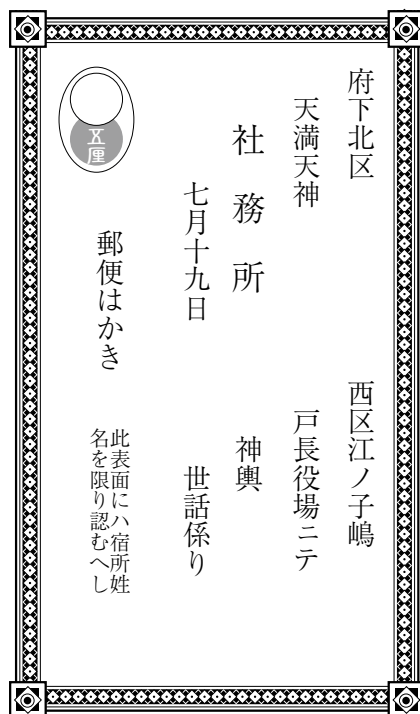 府下北区
天満天神
社務所
七月十九日
西区江ノ子嶋
戸長役場ニテ
神輿
世話係り
五厘
郵便はかき
此表面にハ宿所姓
名を限り認むへし